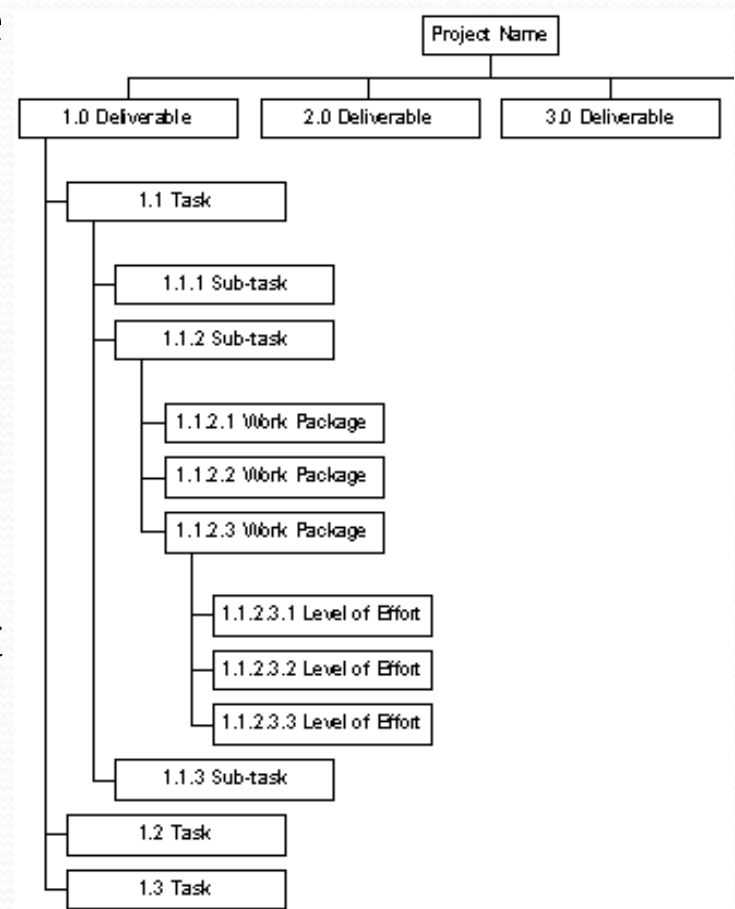 Project Name
1.0 Deliverable
2.0 Deliverable
3.0 Deliverable
1.1 Task
1.1.1 Sub-task
1.1.2 Sub-task
1.1.2.1 Work Package
1.1.2.2 Work Package
1.1.2.3 Work Package
1.1.2.3.1 Level of Effort
1.1.2.3.2 Level of Effort
1.1.2.3.3 Level of Effort
1.1.3 Sub-task
1.2 Task
1.3 Task